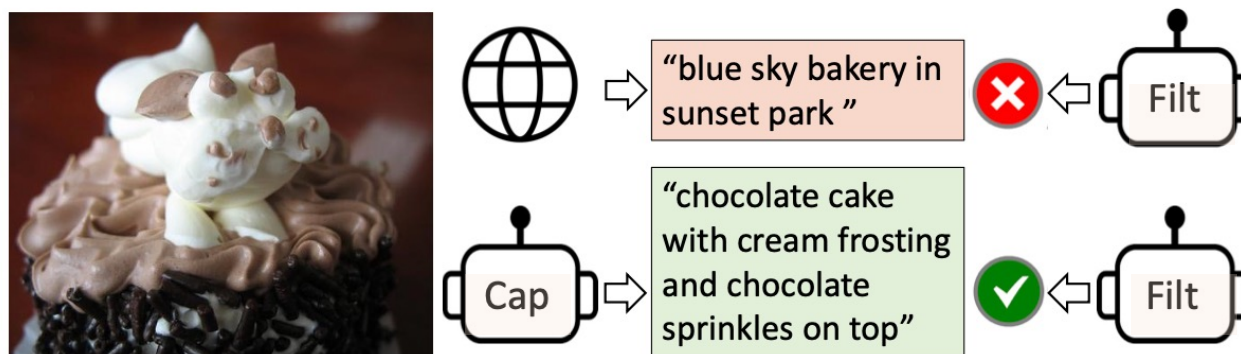 “blue sky bakery in
sunset park ”
Filt
“chocolate cake
with cream frosting
and chocolate
sprinkles on top”
Cap
Filt